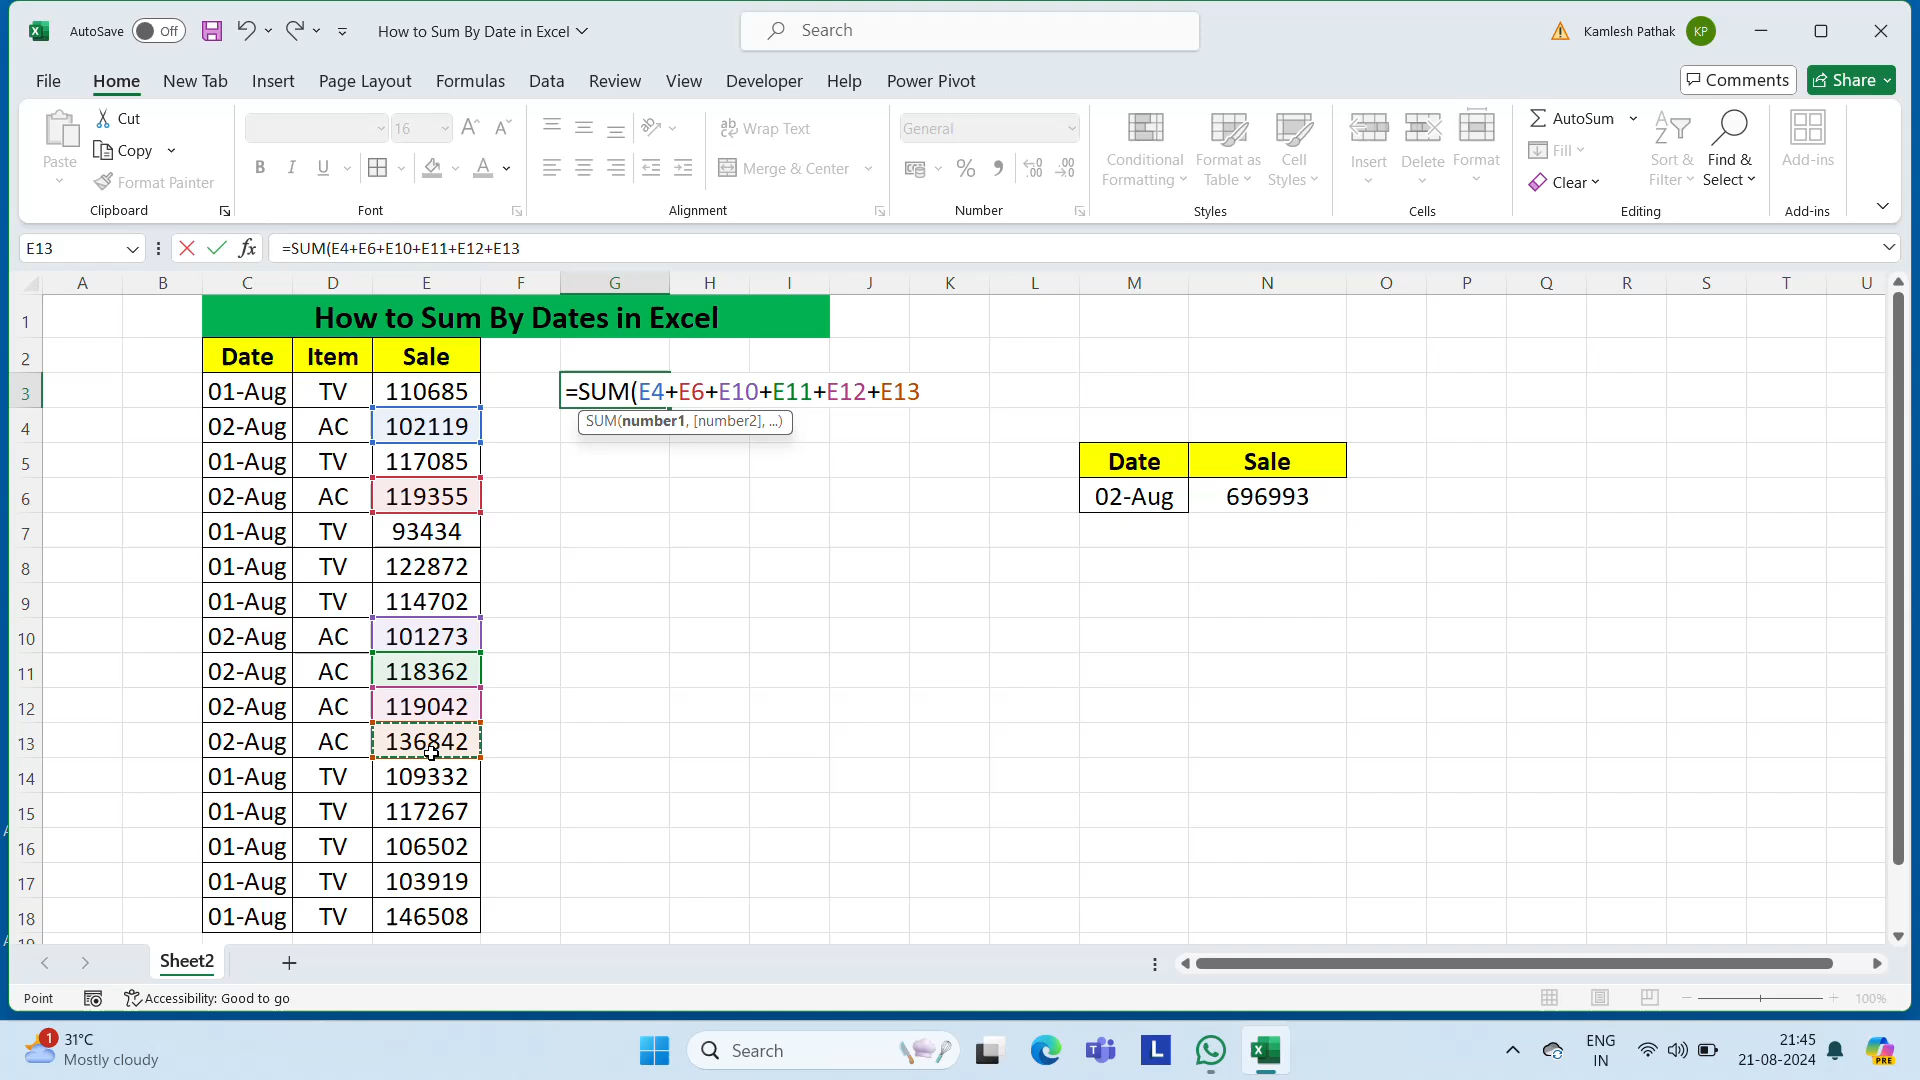 AutoSave Off How to Sum By Date in Excel Search Kamlesh Pathak KP
File Home New Tab Insert Page Layout Formulas Data Review View Developer Help Power Pivot Comments Share
Paste Cut Copy Format Painter Clipboard
16 B I U A Font
ab Wrap Text Merge & Center Alignment
General % Number
Conditional Formatting Format as Table Cell Styles Styles
Insert Delete Format Cells
AutoSum Fill Clear Sort & Filter Find & Select Editing
Add-ins Add-ins
E13 fx =SUM(E4+E6+E10+E11+E12+E13
A B C D E F G H I J K L M N O P Q R S T U
1 How to Sum By Dates in Excel
2 Date Item Sale
3 01-Aug TV 110685 =SUM(E4+E6+E10+E11+E12+E13
SUM(number1, [number2], ...)
4 02-Aug AC 102119
5 01-Aug TV 117085 Date Sale
6 02-Aug AC 119355 02-Aug 696993
7 01-Aug TV 93434
8 01-Aug TV 122872
9 01-Aug TV 114702
10 02-Aug AC 101273
11 02-Aug AC 118362
12 02-Aug AC 119042
13 02-Aug AC 136842
14 01-Aug TV 109332
15 01-Aug TV 117267
16 01-Aug TV 106502
17 01-Aug TV 103919
18 01-Aug TV 146508
Sheet2
Point Accessibility: Good to go 100%
1 31°C Search L ENG 21:45
Mostly cloudy IN 21-08-2024 PRE